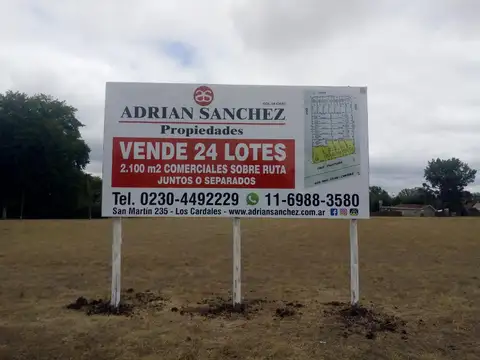 as
ADRIAN SANCHEZ
Propiedades
VENDE 24 LOTES
2.100 m2 COMERCIALES SOBRE RUTA
JUNTOS O SEPARADOS
Tel. 0230-4492229 11-6988-3580
San Martín 235 - Los Cardales - www.adriansanchez.com.ar